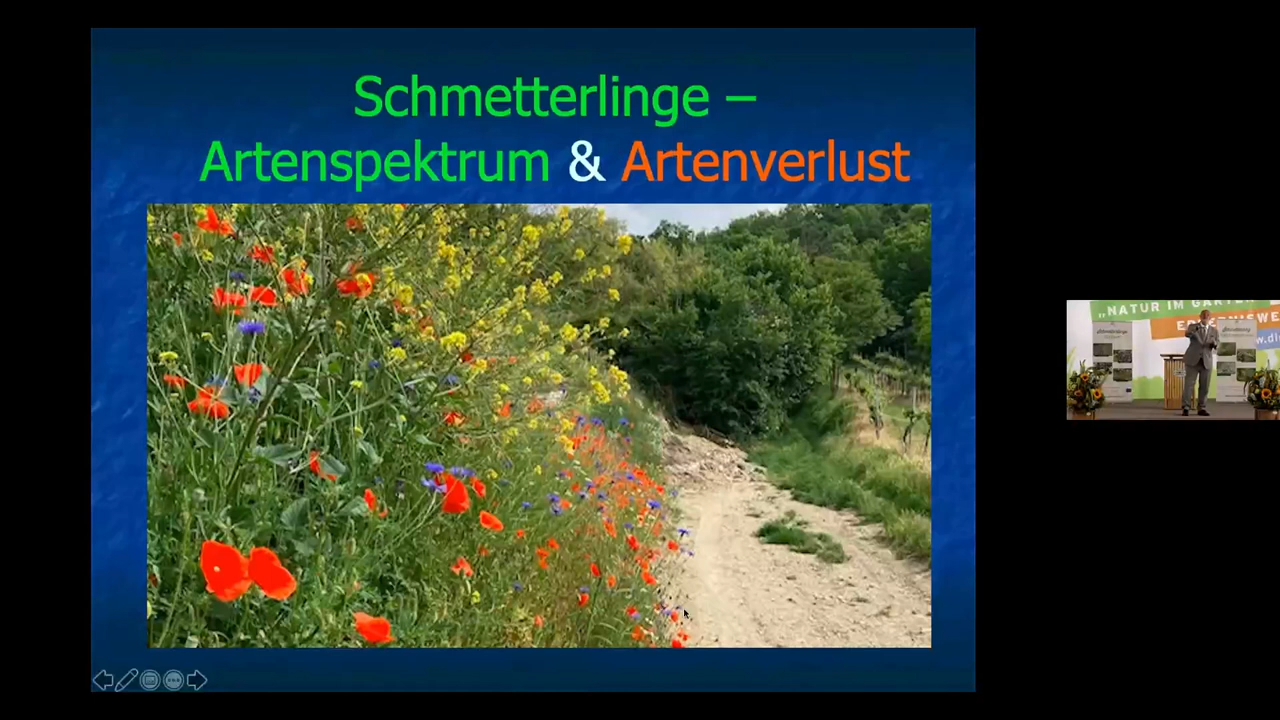 Schmetterlinge –
Artenspektrum & Artenverlust
„NATUR IM GARTEN